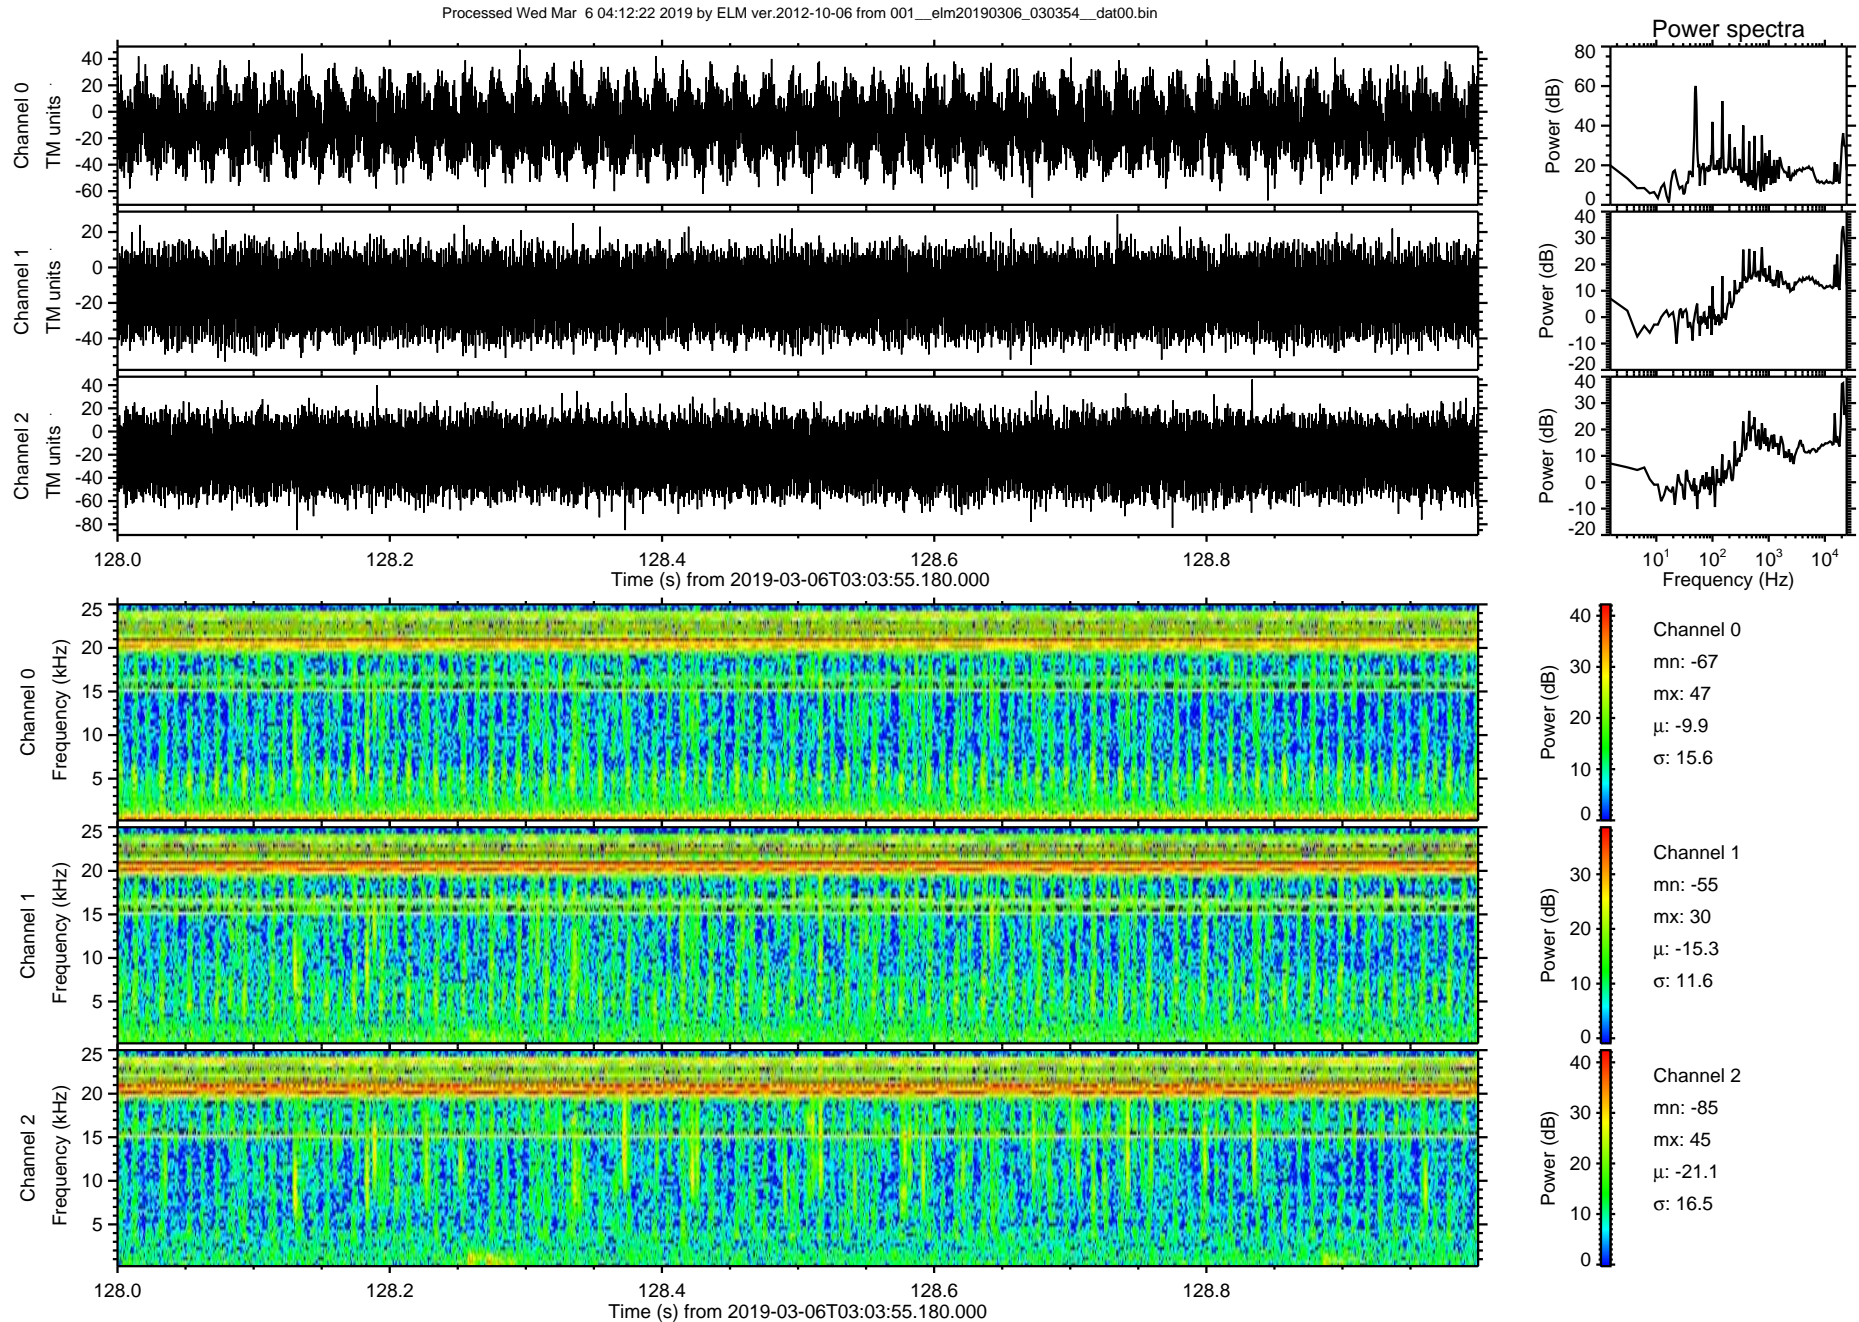 Processed Wed Mar 6 04:12:22 2019 by ELM ver.2012-10-06 from 001__elm20190306_030354__dat00.bin
Power spectra
Channel 0
TM units
40
20
0
-20
-40
-60
Power (dB)
80
60
40
20
0
Channel 1
TM units
20
0
-20
-40
Power (dB)
40
30
20
10
0
-10
-20
Channel 2
TM units
40
20
0
-20
-40
-60
-80
Power (dB)
40
30
20
10
0
-10
-20
128.0 128.2 128.4 128.6 128.8
Time (s) from 2019-03-06T03:03:55.180.000
10^1 10^2 10^3 10^4
Frequency (Hz)
Channel 0
Frequency (kHz)
25
20
15
10
5
Power (dB)
40
30
20
10
0
Channel 0
mn: -67
mx: 47
μ: -9.9
σ: 15.6
Channel 1
Frequency (kHz)
25
20
15
10
5
Power (dB)
30
20
10
0
Channel 1
mn: -55
mx: 30
μ: -15.3
σ: 11.6
Channel 2
Frequency (kHz)
25
20
15
10
5
Power (dB)
40
30
20
10
0
Channel 2
mn: -85
mx: 45
μ: -21.1
σ: 16.5
128.0 128.2 128.4 128.6 128.8
Time (s) from 2019-03-06T03:03:55.180.000